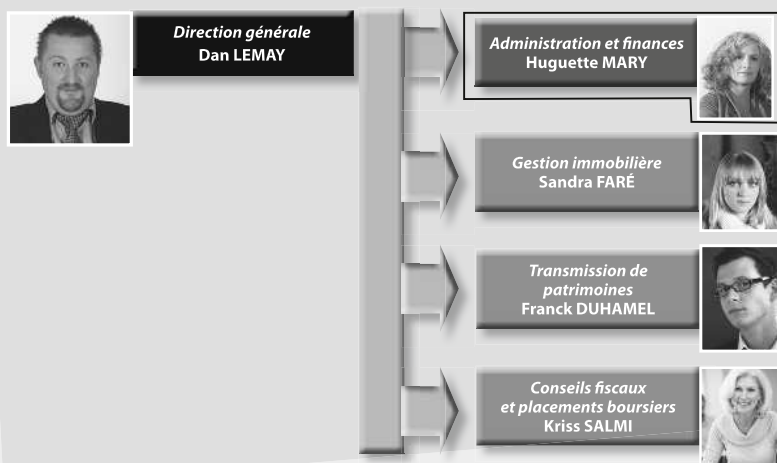 Direction générale
Dan LEMAY
Administration et finances
Huguette MARY
Gestion immobilière
Sandra FARÉ
Transmission de
patrimoines
Franck DUHAMEL
Conseils fiscaux
et placements boursiers
Kriss SALMI